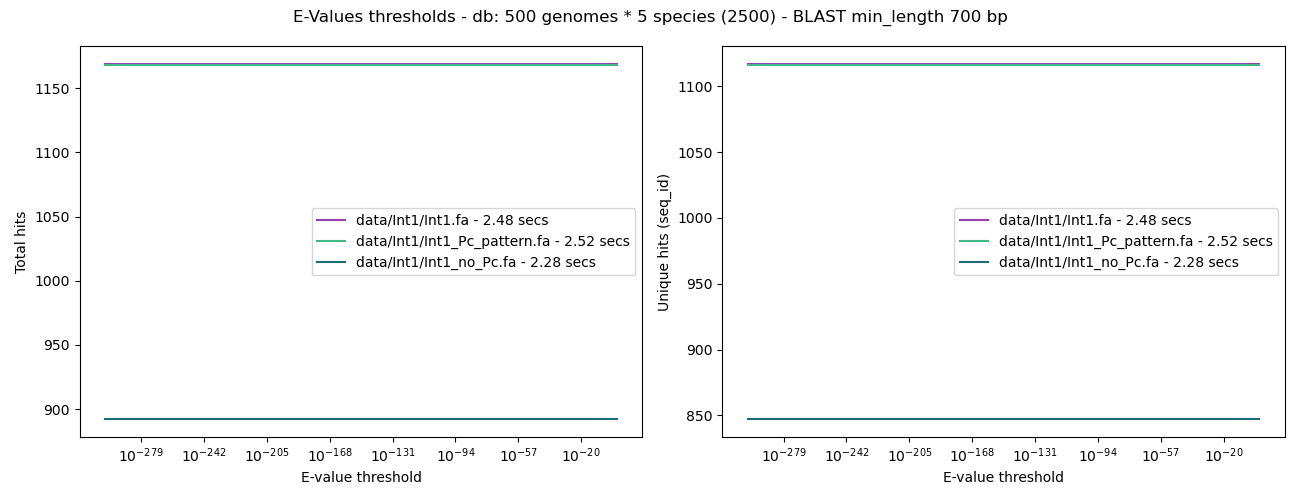 E-Values thresholds - db: 500 genomes * 5 species (2500) - BLAST min_length 700 bp
Total hits
1150
1100
1050
1000
950
900
data/Int1/Int1.fa - 2.48 secs
data/Int1/Int1_Pc_pattern.fa - 2.52 secs
data/Int1/Int1_no_Pc.fa - 2.28 secs
10⁻²⁷⁹ 10⁻²⁴² 10⁻²⁰⁵ 10⁻¹⁶⁸ 10⁻¹³¹ 10⁻⁹⁴ 10⁻⁵⁷ 10⁻²⁰
E-value threshold
Unique hits (seq_id)
1100
1050
1000
950
900
850
data/Int1/Int1.fa - 2.48 secs
data/Int1/Int1_Pc_pattern.fa - 2.52 secs
data/Int1/Int1_no_Pc.fa - 2.28 secs
10⁻²⁷⁹ 10⁻²⁴² 10⁻²⁰⁵ 10⁻¹⁶⁸ 10⁻¹³¹ 10⁻⁹⁴ 10⁻⁵⁷ 10⁻²⁰
E-value threshold